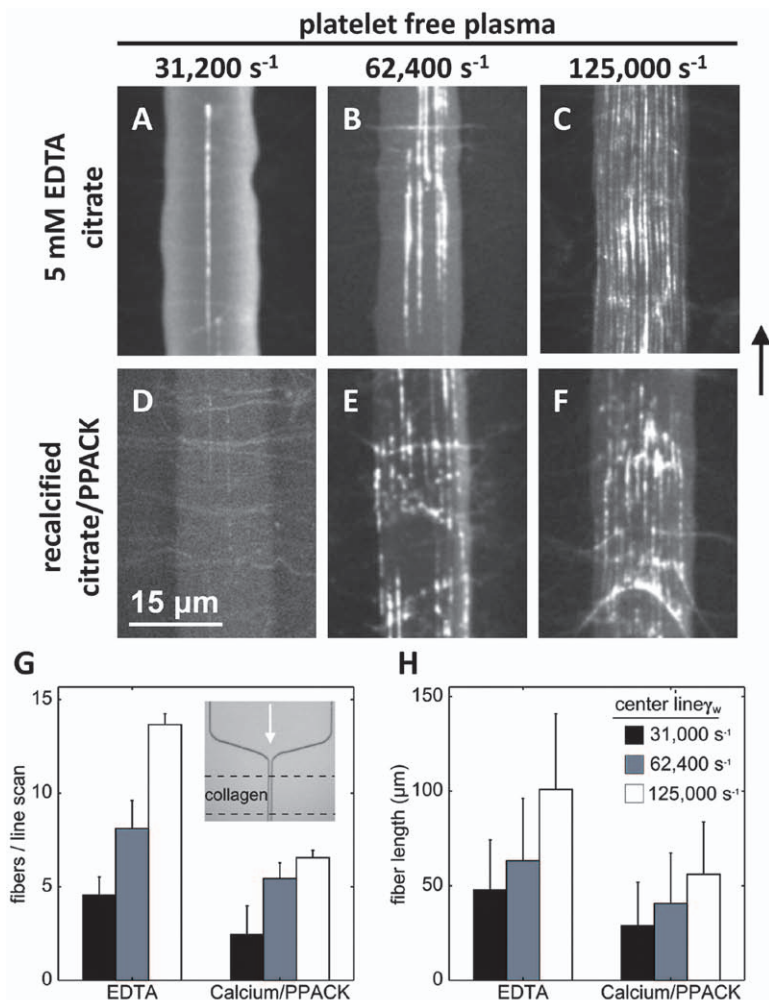 platelet free plasma
31,200 s-1
62,400 s-1
125,000 s-1
5 mM EDTA
citrate
A
B
C
recalcified
citrate/PPACK
D
E
F
15 μm
G
fibers / line scan
15
10
5
0
EDTA
Calcium/PPACK
collagen
H
fiber length (μm)
150
100
50
0
EDTA
Calcium/PPACK
center lineγw
31,000 s-1
62,400 s-1
125,000 s-1